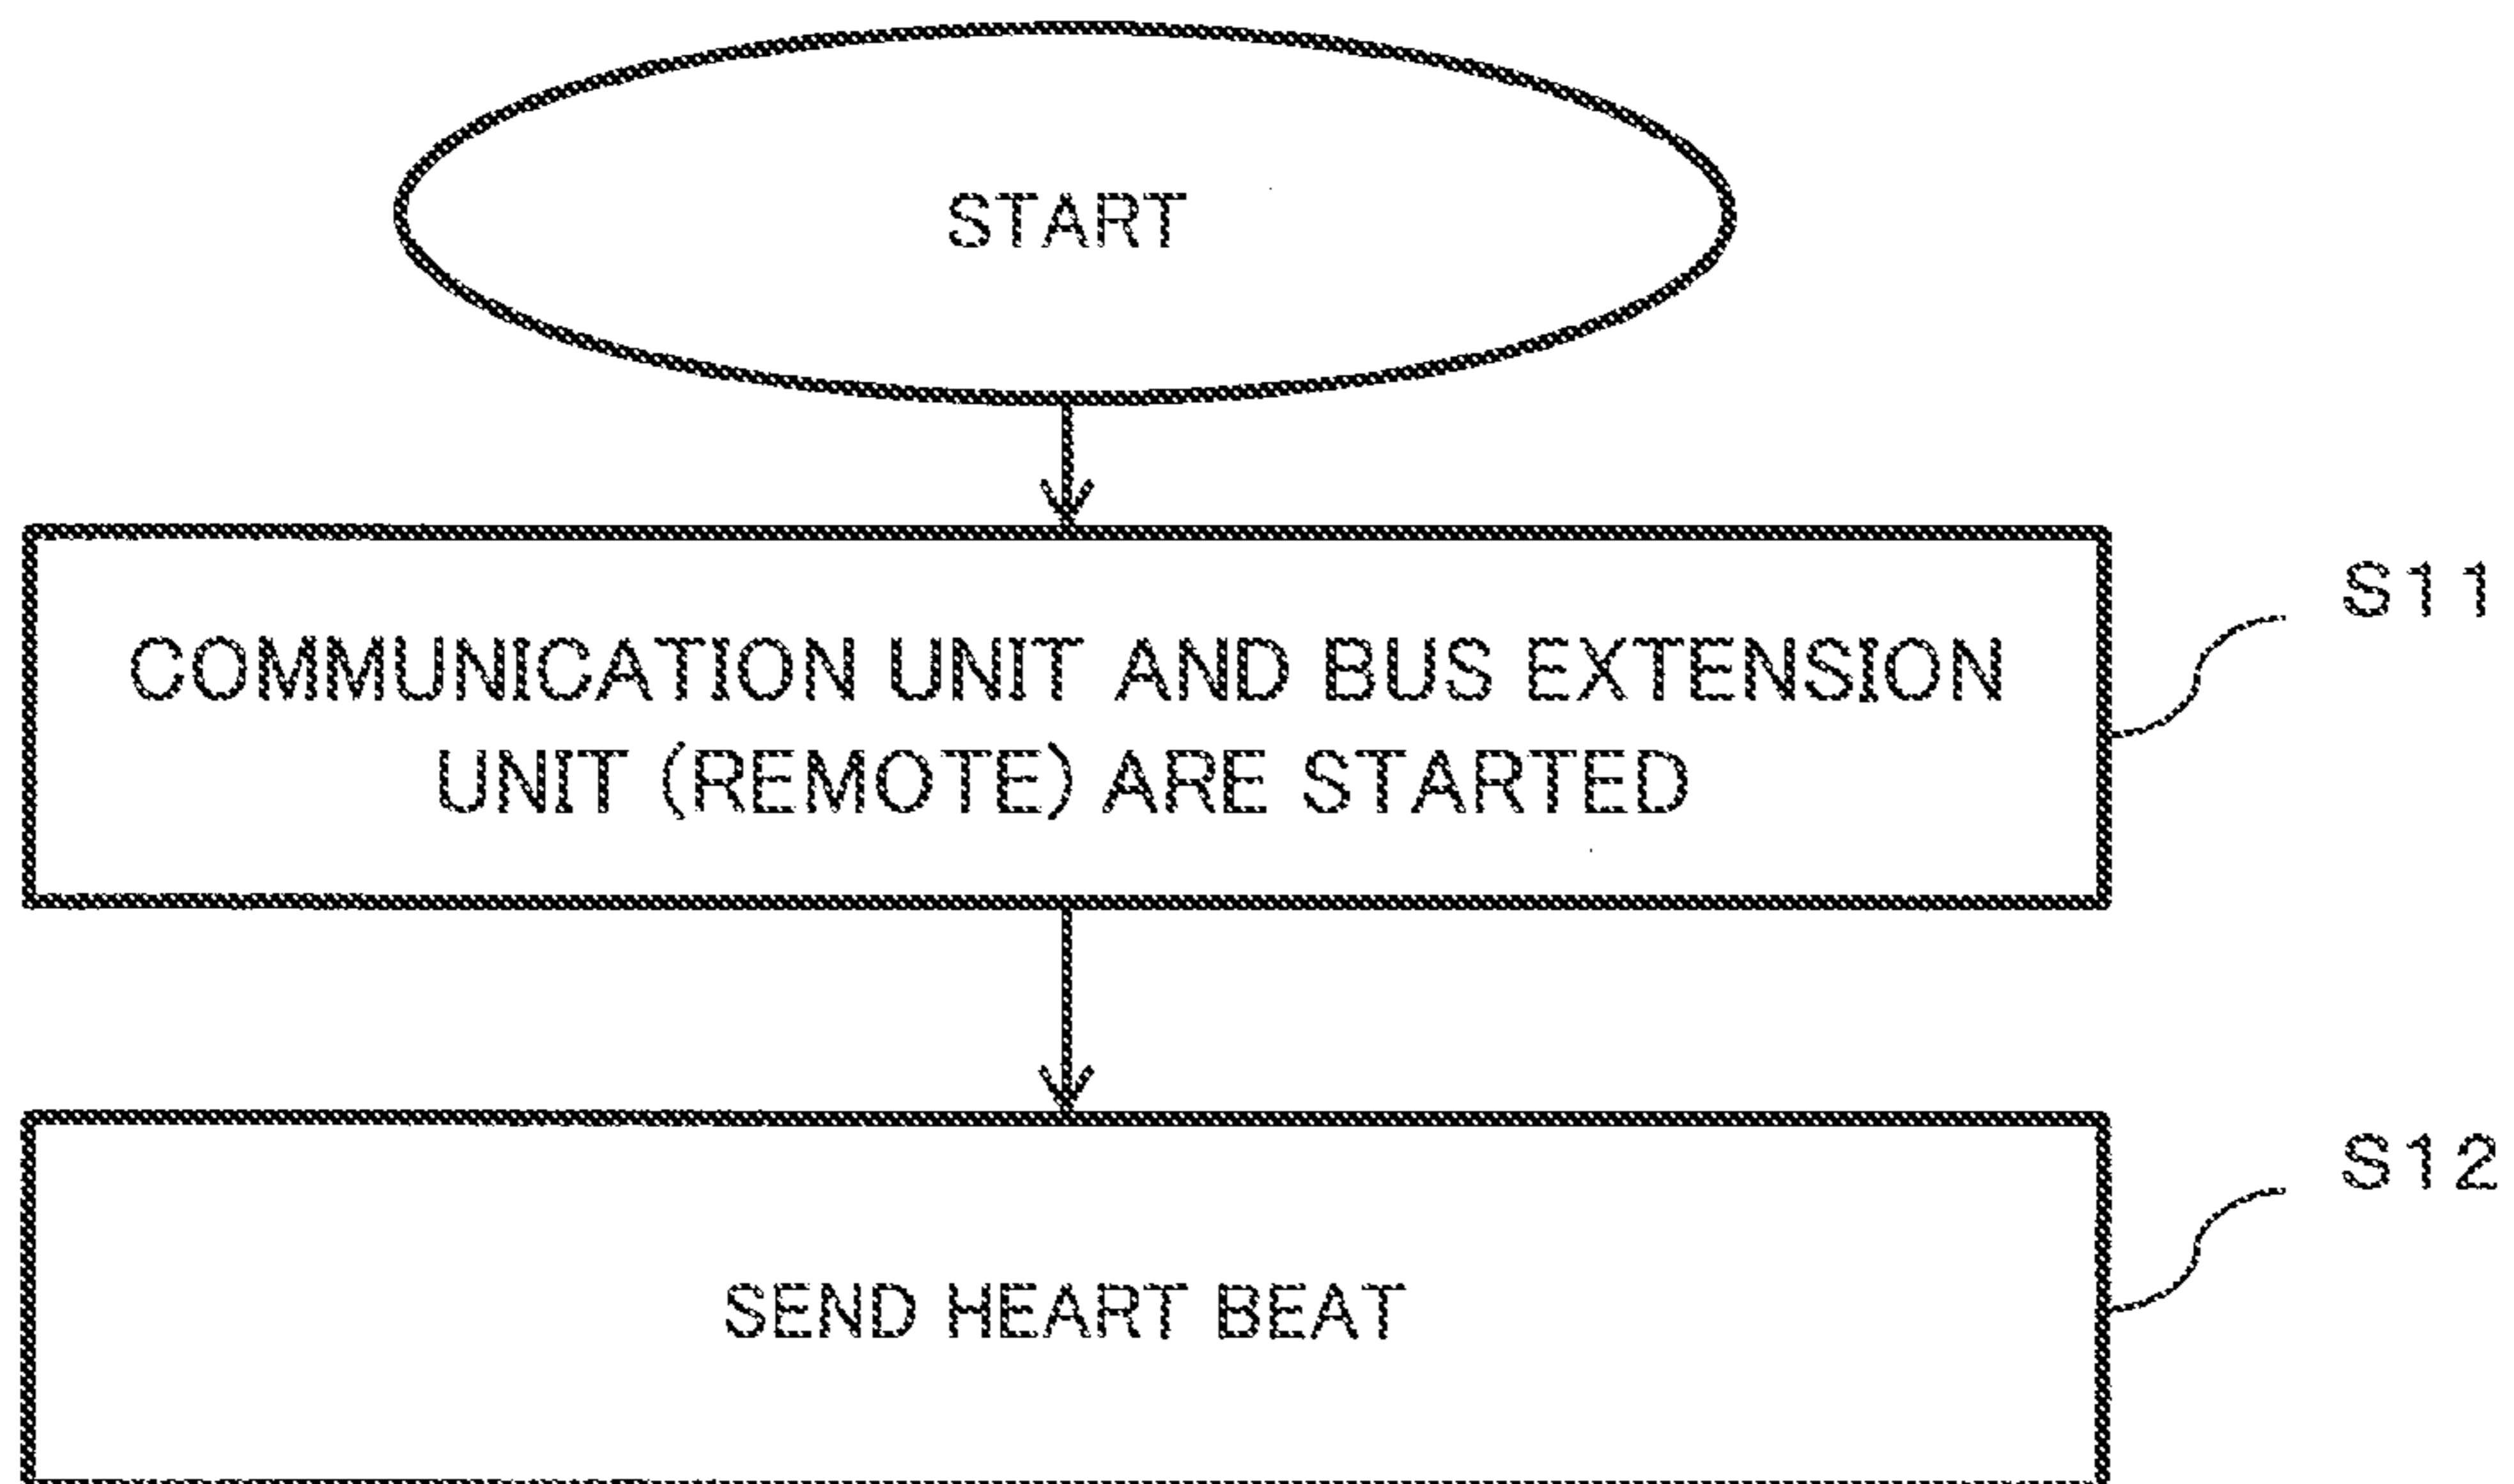 START
S11
COMMUNICATION UNIT AND BUS EXTENSION
UNIT (REMOTE) ARE STARTED
S12
SEND HEART BEAT